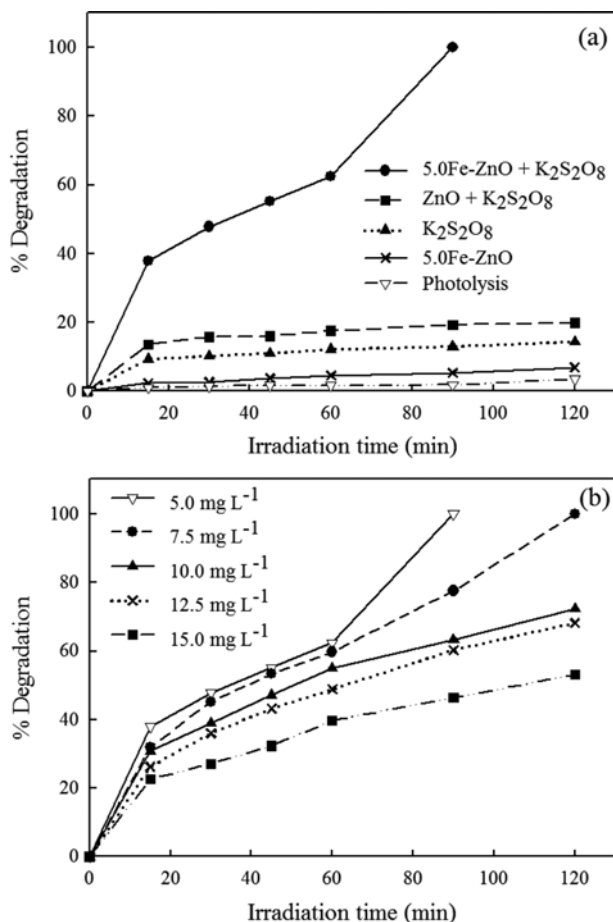 (a)
100
80
60
40
20
0
% Degradation
5.0Fe-ZnO + K₂S₂O₈
ZnO + K₂S₂O₈
K₂S₂O₈
5.0Fe-ZnO
Photolysis
0 20 40 60 80 100 120
Irradiation time (min)
(b)
100
80
60
40
20
0
% Degradation
5.0 mg L⁻¹
7.5 mg L⁻¹
10.0 mg L⁻¹
12.5 mg L⁻¹
15.0 mg L⁻¹
0 20 40 60 80 100 120
Irradiation time (min)